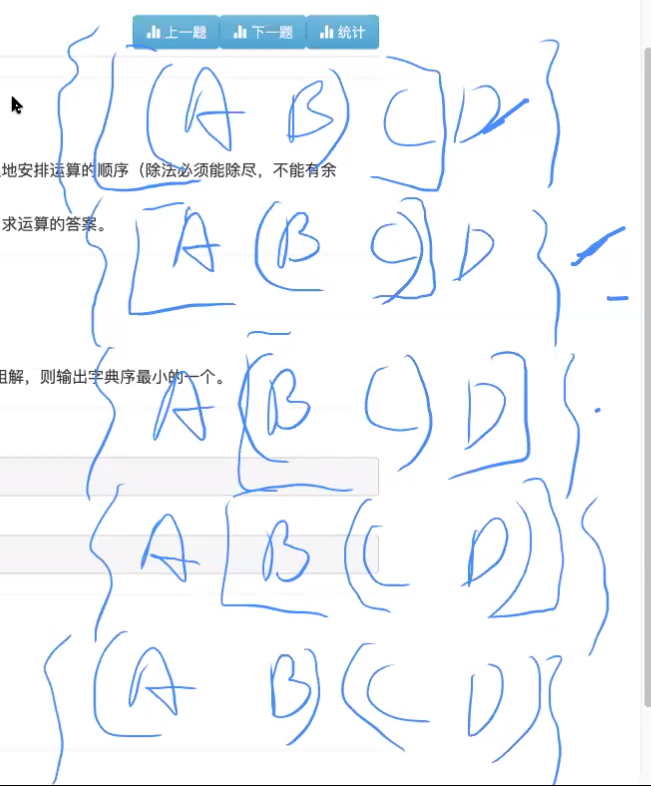 上一题 下一题 统计
{[(A B) C] D}
地安排运算的顺序（除法必须能除尽，不能有余
求运算的答案。
{[A (B C)] D}
组解，则输出字典序最小的一个。
{A [(B C) D]}
{A [B (C D)]}
{(A B) (C D)}